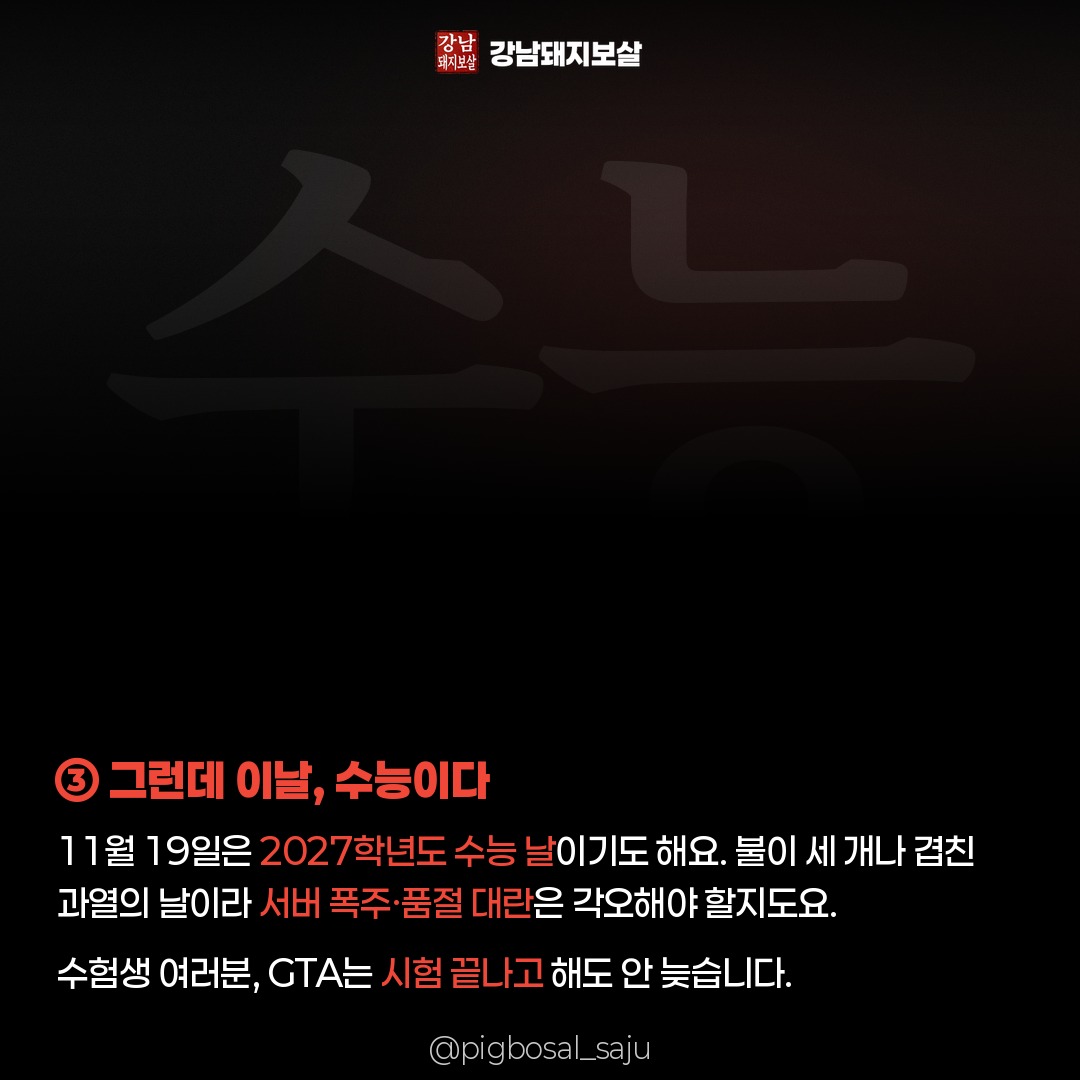 강남
돼지보살
강남돼지보살
수능
③ 그런데 이날, 수능이다
11월 19일은 2027학년도 수능 날이기도 해요. 불이 세 개나 겹친
과열의 날이라 서버 폭주·품절 대란은 각오해야 할지도요.
수험생 여러분, GTA는 시험 끝나고 해도 안 늦습니다.
@pigbosal_saju